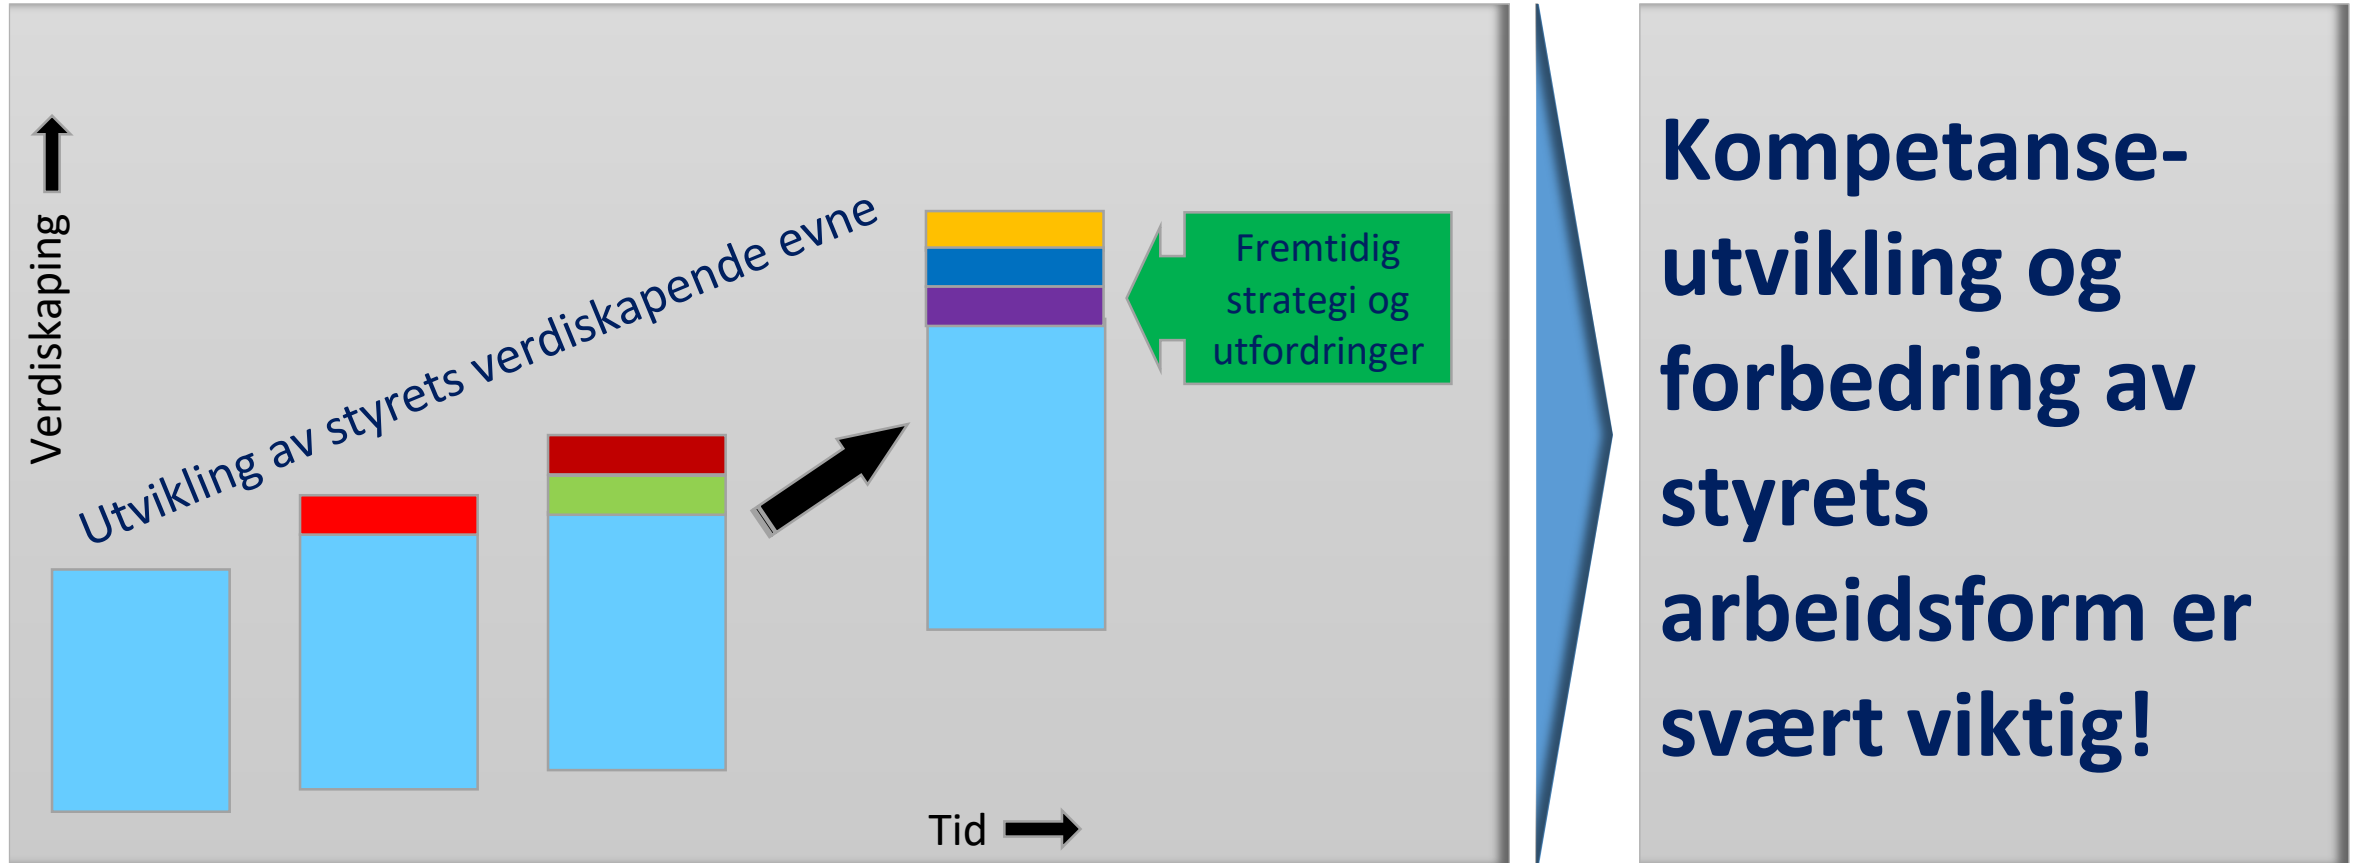 Verdiskaping
Utvikling av styrets verdiskapende evne
Fremtidig
strategi og
utfordringer
Tid
Kompetanse-
utvikling og
forbedring av
styrets
arbeidsform er
svært viktig!